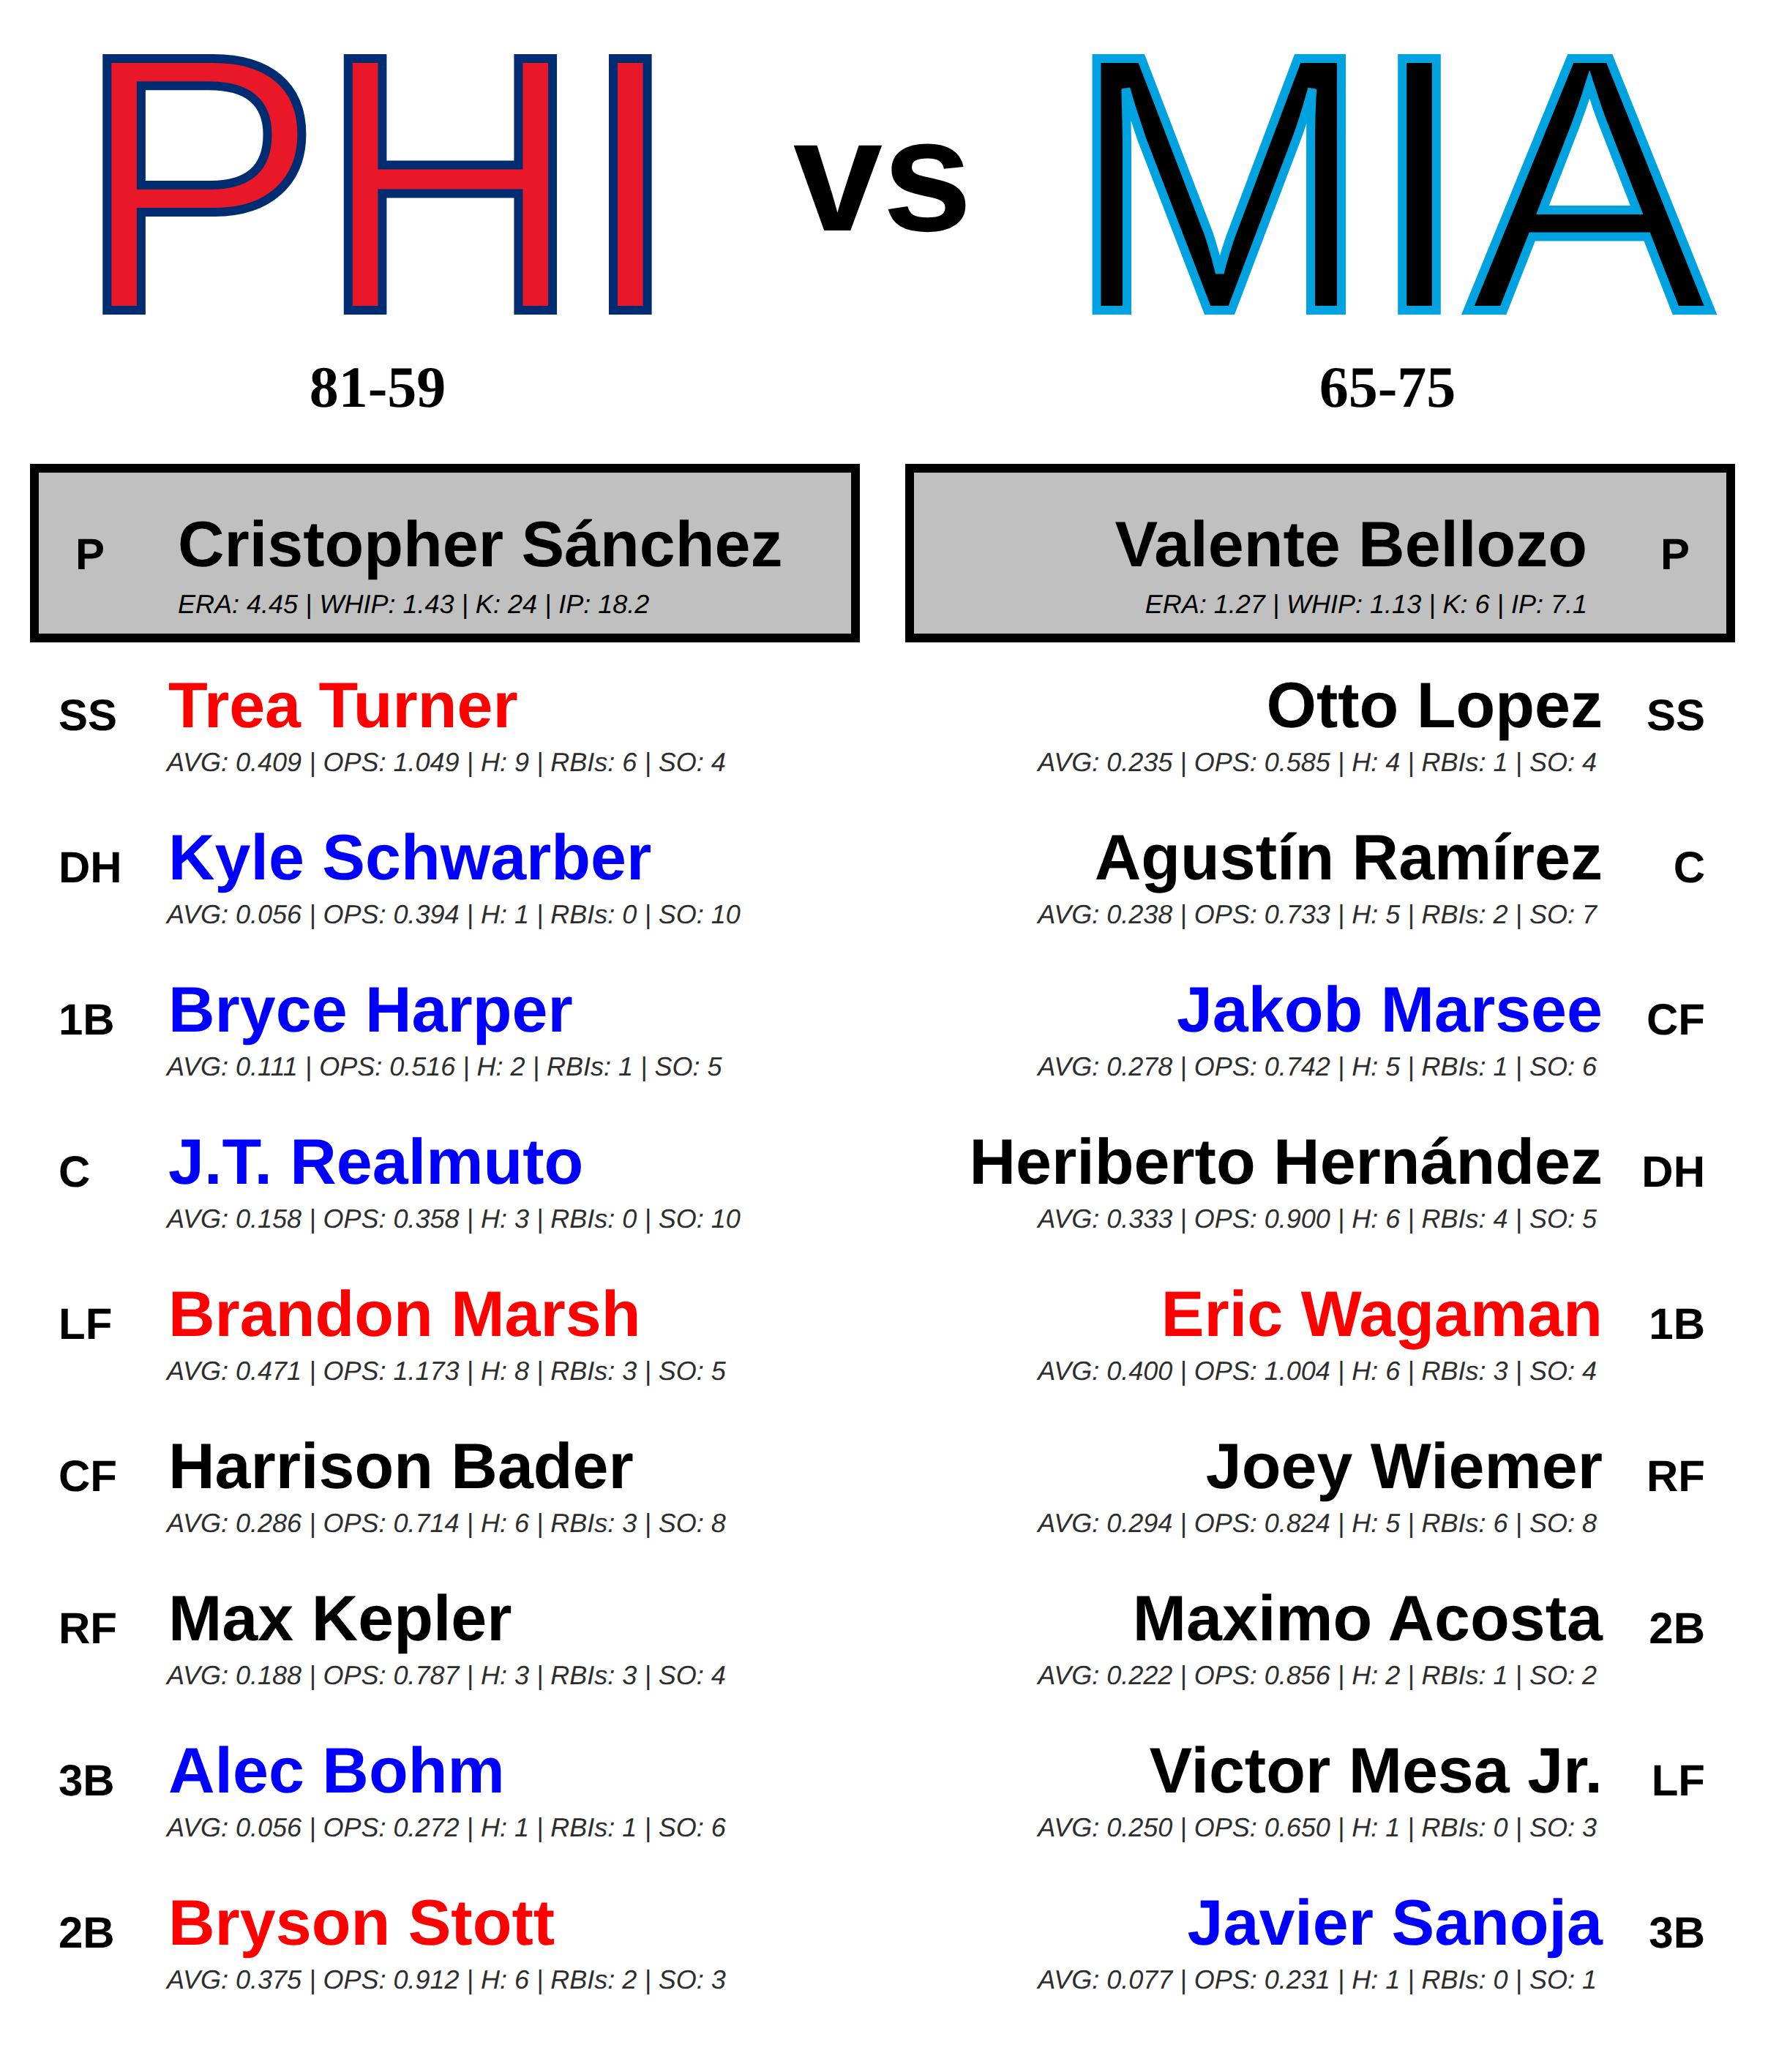 PHI vs MIA
81-59 65-75
P Cristopher Sánchez
ERA: 4.45 | WHIP: 1.43 | K: 24 | IP: 18.2
Valente Bellozo P
ERA: 1.27 | WHIP: 1.13 | K: 6 | IP: 7.1
SS Trea Turner
AVG: 0.409 | OPS: 1.049 | H: 9 | RBIs: 6 | SO: 4
DH Kyle Schwarber
AVG: 0.056 | OPS: 0.394 | H: 1 | RBIs: 0 | SO: 10
1B Bryce Harper
AVG: 0.111 | OPS: 0.516 | H: 2 | RBIs: 1 | SO: 5
C J.T. Realmuto
AVG: 0.158 | OPS: 0.358 | H: 3 | RBIs: 0 | SO: 10
LF Brandon Marsh
AVG: 0.471 | OPS: 1.173 | H: 8 | RBIs: 3 | SO: 5
CF Harrison Bader
AVG: 0.286 | OPS: 0.714 | H: 6 | RBIs: 3 | SO: 8
RF Max Kepler
AVG: 0.188 | OPS: 0.787 | H: 3 | RBIs: 3 | SO: 4
3B Alec Bohm
AVG: 0.056 | OPS: 0.272 | H: 1 | RBIs: 1 | SO: 6
2B Bryson Stott
AVG: 0.375 | OPS: 0.912 | H: 6 | RBIs: 2 | SO: 3
Otto Lopez SS
AVG: 0.235 | OPS: 0.585 | H: 4 | RBIs: 1 | SO: 4
Agustín Ramírez C
AVG: 0.238 | OPS: 0.733 | H: 5 | RBIs: 2 | SO: 7
Jakob Marsee CF
AVG: 0.278 | OPS: 0.742 | H: 5 | RBIs: 1 | SO: 6
Heriberto Hernández DH
AVG: 0.333 | OPS: 0.900 | H: 6 | RBIs: 4 | SO: 5
Eric Wagaman 1B
AVG: 0.400 | OPS: 1.004 | H: 6 | RBIs: 3 | SO: 4
Joey Wiemer RF
AVG: 0.294 | OPS: 0.824 | H: 5 | RBIs: 6 | SO: 8
Maximo Acosta 2B
AVG: 0.222 | OPS: 0.856 | H: 2 | RBIs: 1 | SO: 2
Victor Mesa Jr. LF
AVG: 0.250 | OPS: 0.650 | H: 1 | RBIs: 0 | SO: 3
Javier Sanoja 3B
AVG: 0.077 | OPS: 0.231 | H: 1 | RBIs: 0 | SO: 1